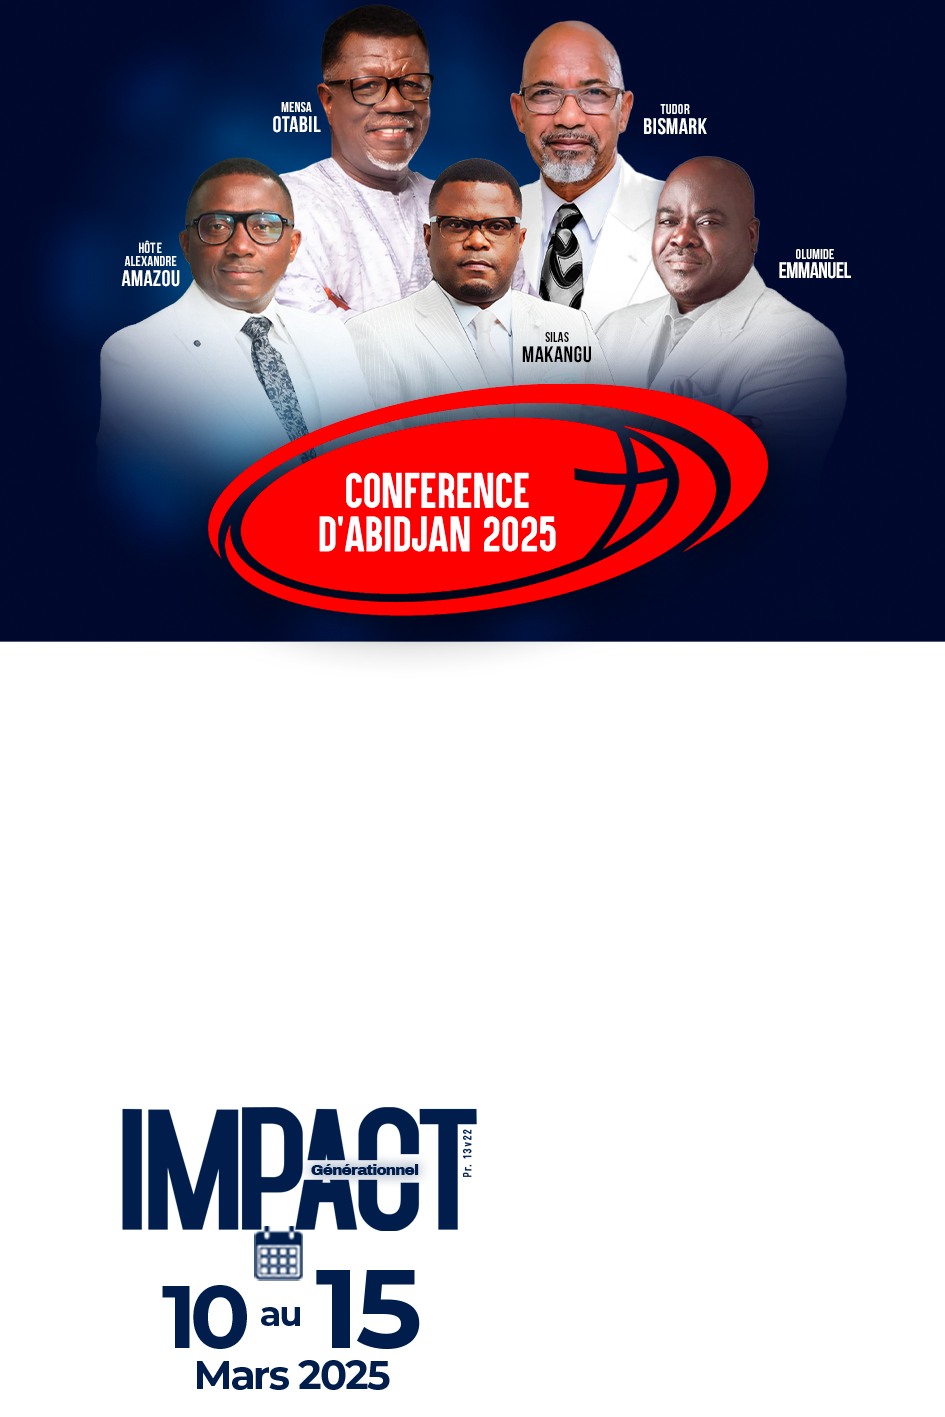 MENSA
OTABIL
TUDOR
BISMARK
HÔTE
ALEXANDRE
AMAZOU
OLUMIDE
EMMANUEL
SILAS
MAKANGU
CONFERENCE
D'ABIDJAN 2025
IMPACT
Générationnel
Pr. 13v22
10 au 15
Mars 2025